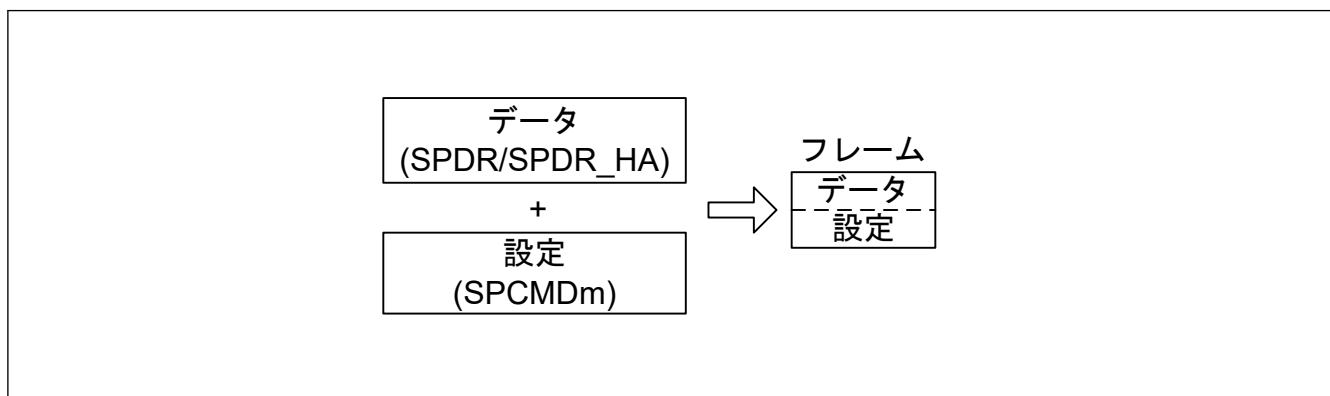 データ
(SPDR/SPDR_HA)
+
設定
(SPCMDm)
フレーム
データ
設定